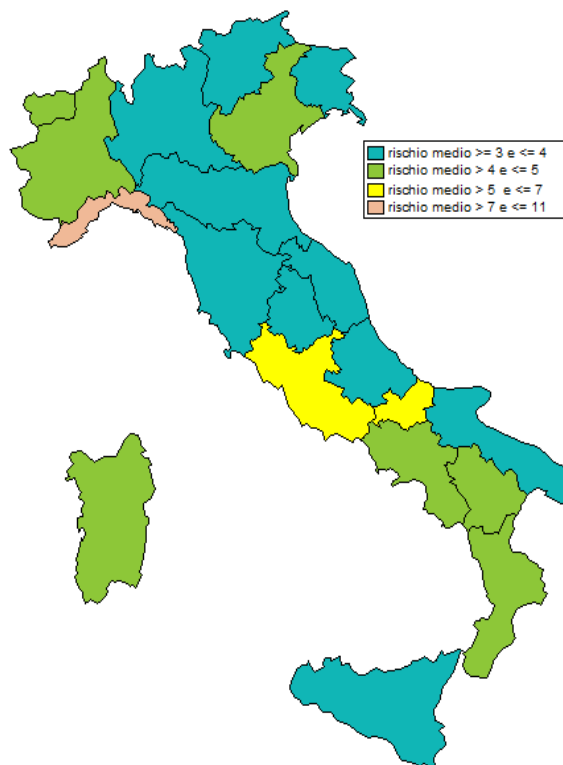 rischio medio >= 3 e <= 4
rischio medio > 4 e <= 5
rischio medio > 5  e <= 7
rischio medio > 7 e <= 11